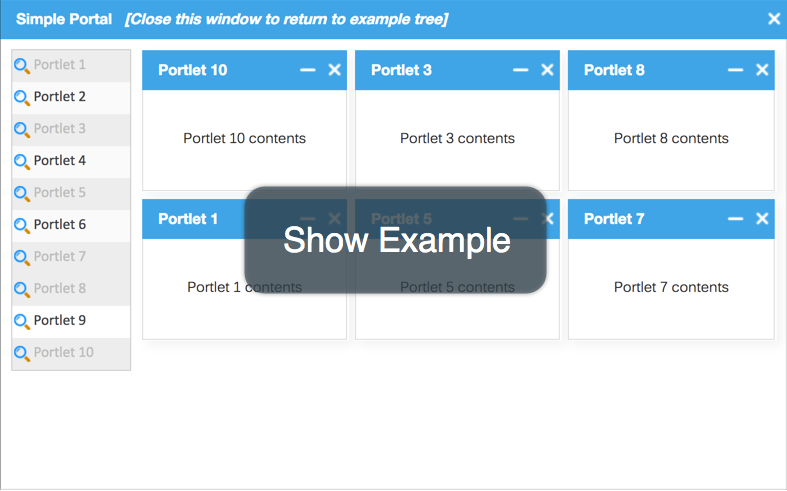 Simple Portal [Close this window to return to example tree]
Portlet 1
Portlet 2
Portlet 3
Portlet 4
Portlet 5
Portlet 6
Portlet 7
Portlet 8
Portlet 9
Portlet 10
Portlet 10
Portlet 10 contents
Portlet 3
Portlet 3 contents
Portlet 8
Portlet 8 contents
Portlet 1
Portlet 1 contents
Portlet 5
Portlet 5 contents
Portlet 7
Portlet 7 contents
Show Example